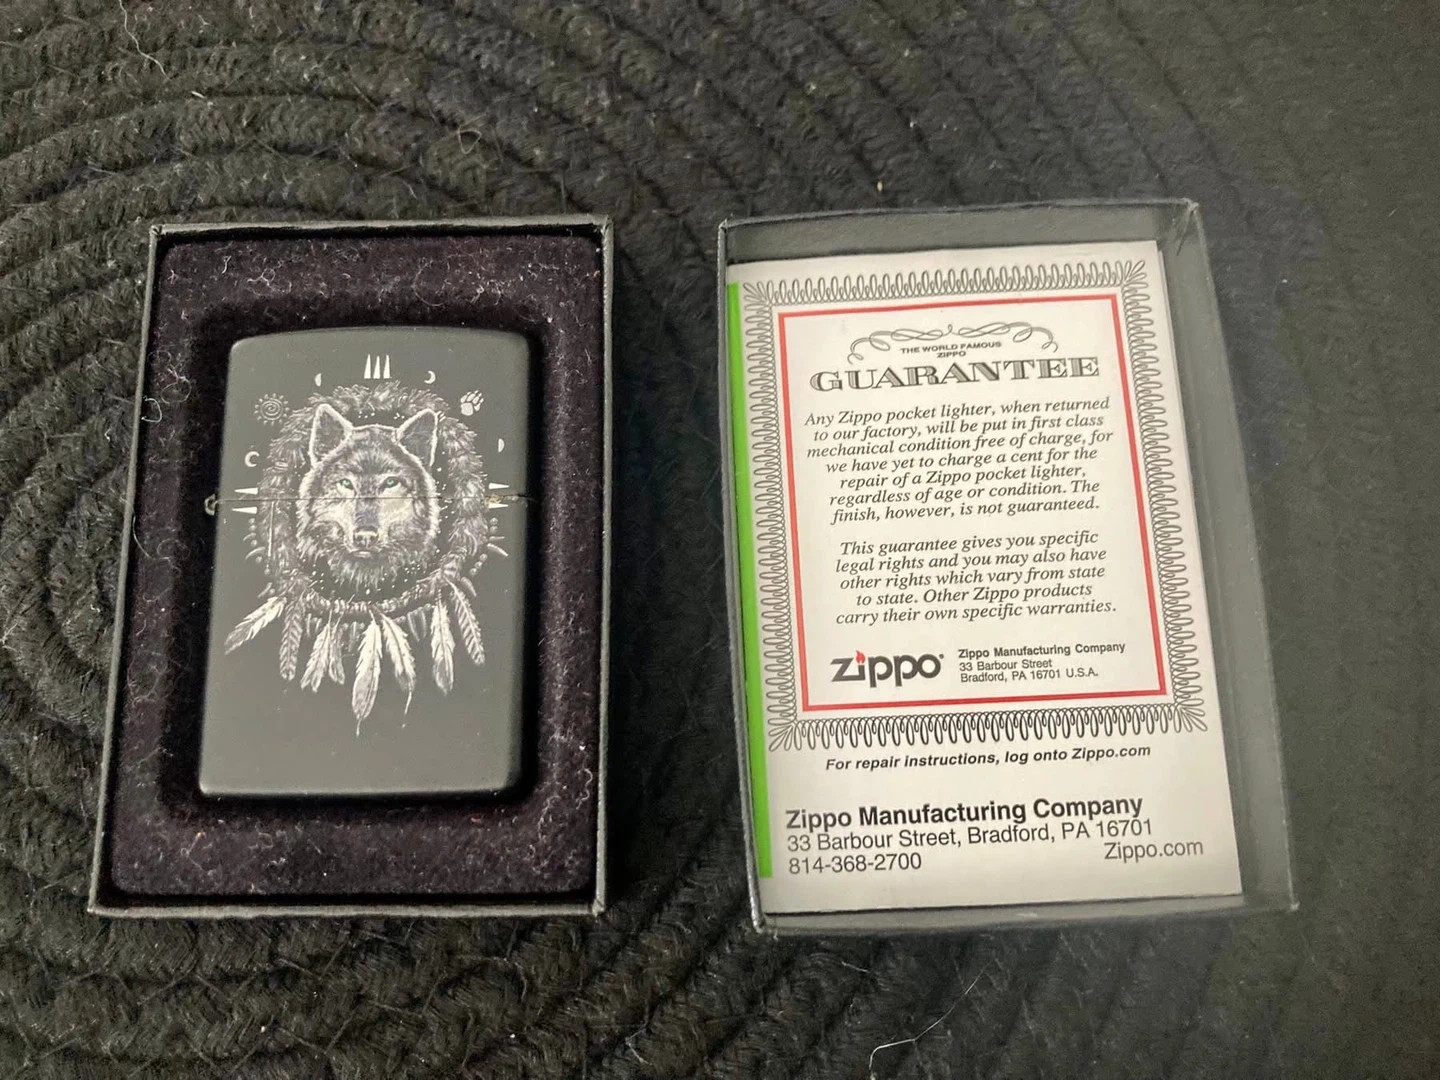 THE WORLD FAMOUS
ZIPPO
GUARANTEE
Any Zippo pocket lighter, when returned
to our factory, will be put in first class
mechanical condition free of charge, for
we have yet to charge a cent for the
repair of a Zippo pocket lighter,
regardless of age or condition. The
finish, however, is not guaranteed.
This guarantee gives you specific
legal rights and you may also have
other rights which vary from state
to state. Other Zippo products
carry their own specific warranties.
zippo
Zippo Manufacturing Company
33 Barbour Street
Bradford, PA 16701 U.S.A.
For repair instructions, log onto Zippo.com
Zippo Manufacturing Company
33 Barbour Street, Bradford, PA 16701
814-368-2700
Zippo.com